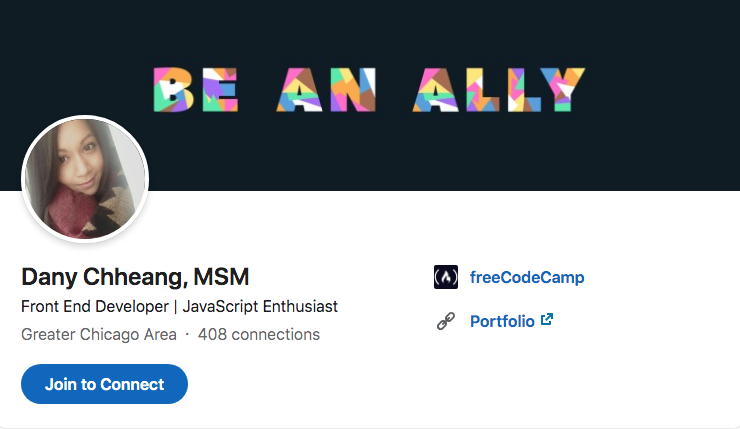 BE AN ALLY
Dany Chheang, MSM
Front End Developer | JavaScript Enthusiast
Greater Chicago Area · 408 connections
Join to Connect
freeCodeCamp
Portfolio